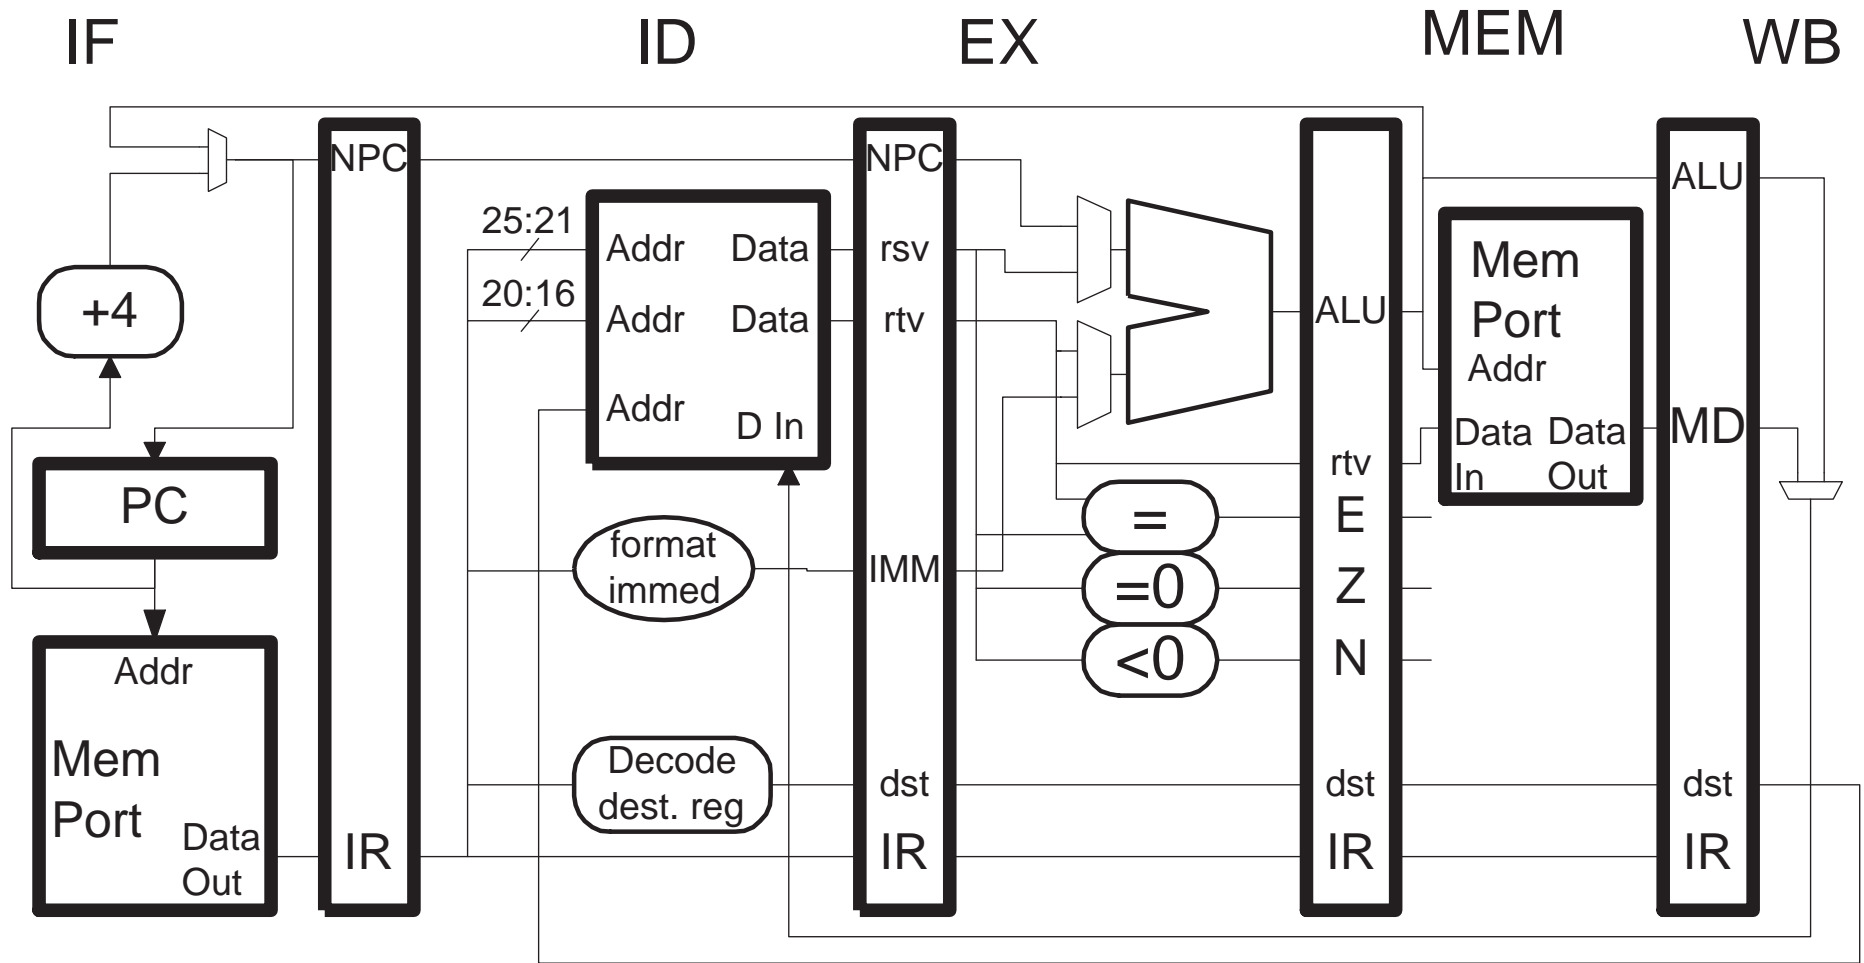 IF
ID
EX
MEM
WB
+4
PC
Addr
Mem
Port
Data
Out
NPC
IR
25:21
20:16
Addr
Data
Addr
Data
Addr
D In
format
immed
Decode
dest. reg
NPC
rsv
rtv
IMM
dst
IR
=
=0
<0
ALU
rtv
E
Z
N
dst
IR
Mem
Port
Addr
Data
In
Data
Out
ALU
MD
dst
IR